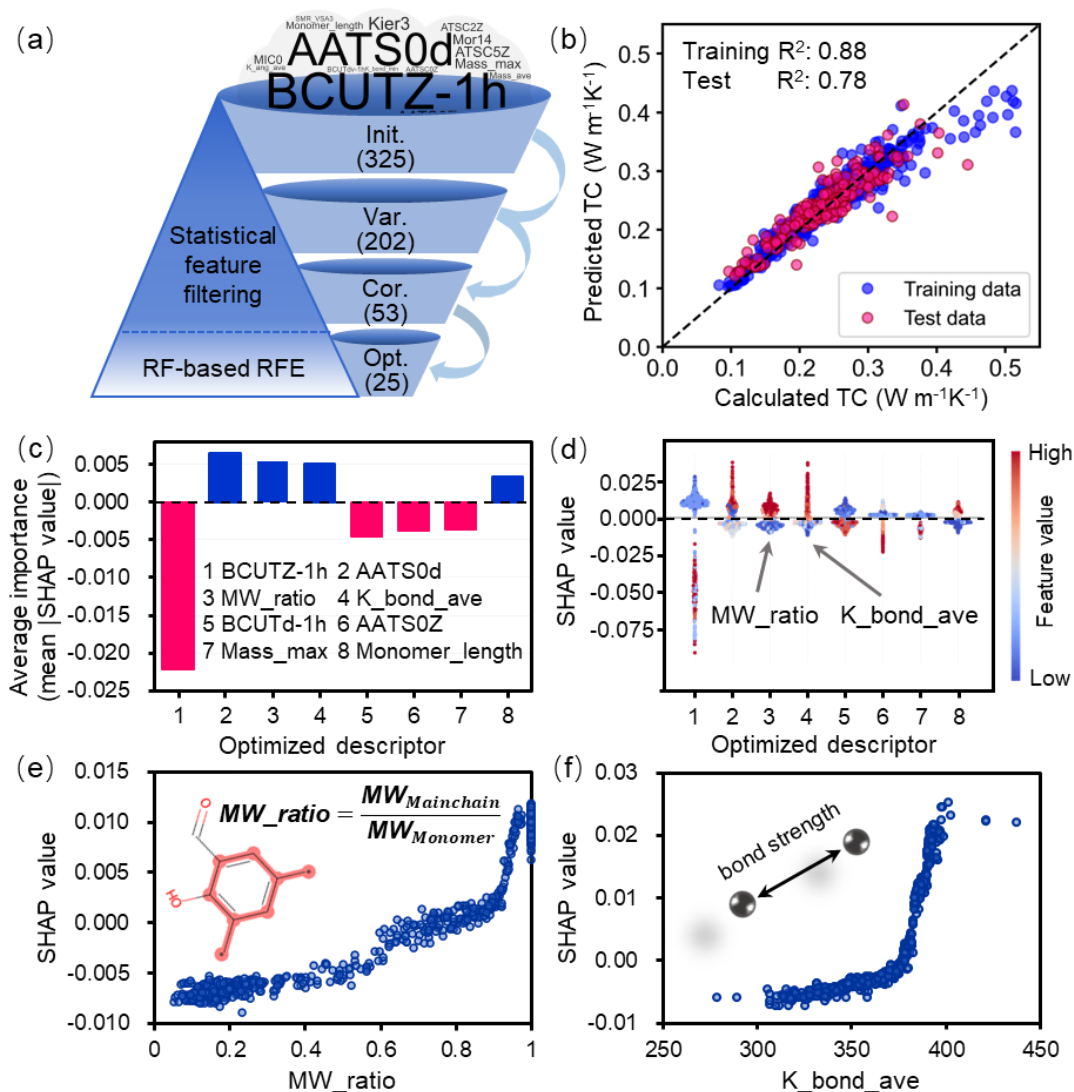 (a)
SMR_VSA3
Monomer_length
Kier3
ATSC2Z
Mor14
AATS0d
ATSC5Z
MIC0
Mass_max
K_ang_ave
AATSC0Z
Mass_ave
BCUTZ-1h
Init.
(325)
Var.
(202)
Statistical
feature
filtering
Cor.
(53)
RF-based RFE
Opt.
(25)
(b)
Training R²: 0.88
Test R²: 0.78
Predicted TC (W m⁻¹K⁻¹)
0.5
0.4
0.3
0.2
0.1
0.0
Training data
Test data
0.0 0.1 0.2 0.3 0.4 0.5
Calculated TC (W m⁻¹K⁻¹)
(c)
Average importance
(mean |SHAP value|)
0.005
0.000
-0.005
-0.010
-0.015
-0.020
-0.025
1 BCUTZ-1h 2 AATS0d
3 MW_ratio 4 K_bond_ave
5 BCUTd-1h 6 AATS0Z
7 Mass_max 8 Monomer_length
1 2 3 4 5 6 7 8
Optimized descriptor
(d)
SHAP value
0.025
0.000
-0.025
-0.050
-0.075
MW_ratio K_bond_ave
1 2 3 4 5 6 7 8
Optimized descriptor
High
Feature value
Low
(e)
SHAP value
0.015
0.010
0.005
0.000
-0.005
-0.010
O
HO
MW_ratio = MW_Mainchain
MW_Monomer
0 0.2 0.4 0.6 0.8 1
MW_ratio
(f)
SHAP value
0.03
0.02
0.01
0.00
-0.01
bond strength
250 300 350 400 450
K_bond_ave